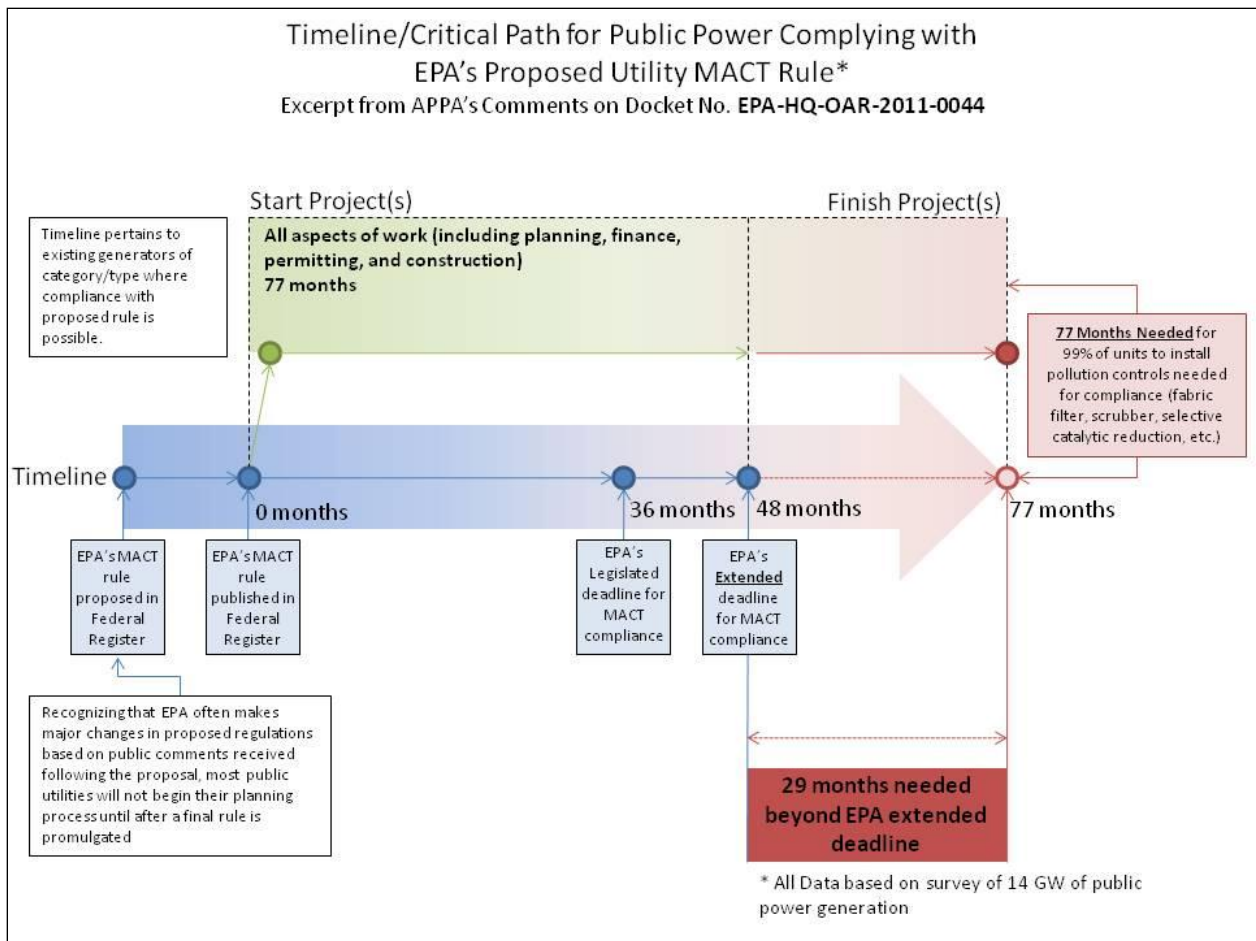 Timeline/Critical Path for Public Power Complying with
EPA's Proposed Utility MACT Rule*
Excerpt from APPA's Comments on Docket No. EPA-HQ-OAR-2011-0044
Start Project(s)
Finish Project(s)
Timeline pertains to
existing generators of
category/type where
compliance with
proposed rule is
possible.
All aspects of work (including planning, finance,
permitting, and construction)
77 months
77 Months Needed for
99% of units to install
pollution controls needed
for compliance (fabric
filter, scrubber, selective
catalytic reduction, etc.)
Timeline
0 months
36 months
48 months
77 months
EPA's MACT
rule
proposed in
Federal
Register
EPA's MACT
rule
published in
Federal
Register
EPA's
Legislated
deadline for
MACT
compliance
EPA's
Extended
deadline
for MACT
compliance
Recognizing that EPA often makes
major changes in proposed regulations
based on public comments received
following the proposal, most public
utilities will not begin their planning
process until after a final rule is
promulgated
29 months needed
beyond EPA extended
deadline
* All Data based on survey of 14 GW of public
power generation